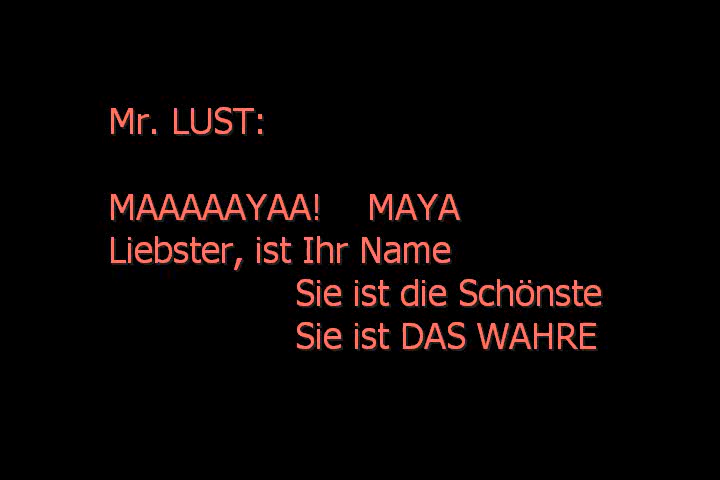 Mr. LUST:
MAAAAAYAA! MAYA
Liebster, ist Ihr Name
Sie ist die Schönste
Sie ist DAS WAHRE